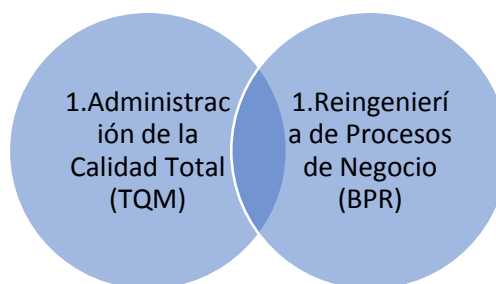 1.Administrac
ión de la
Calidad Total
(TQM)
1.Reingenierí
a de Procesos
de Negocio
(BPR)